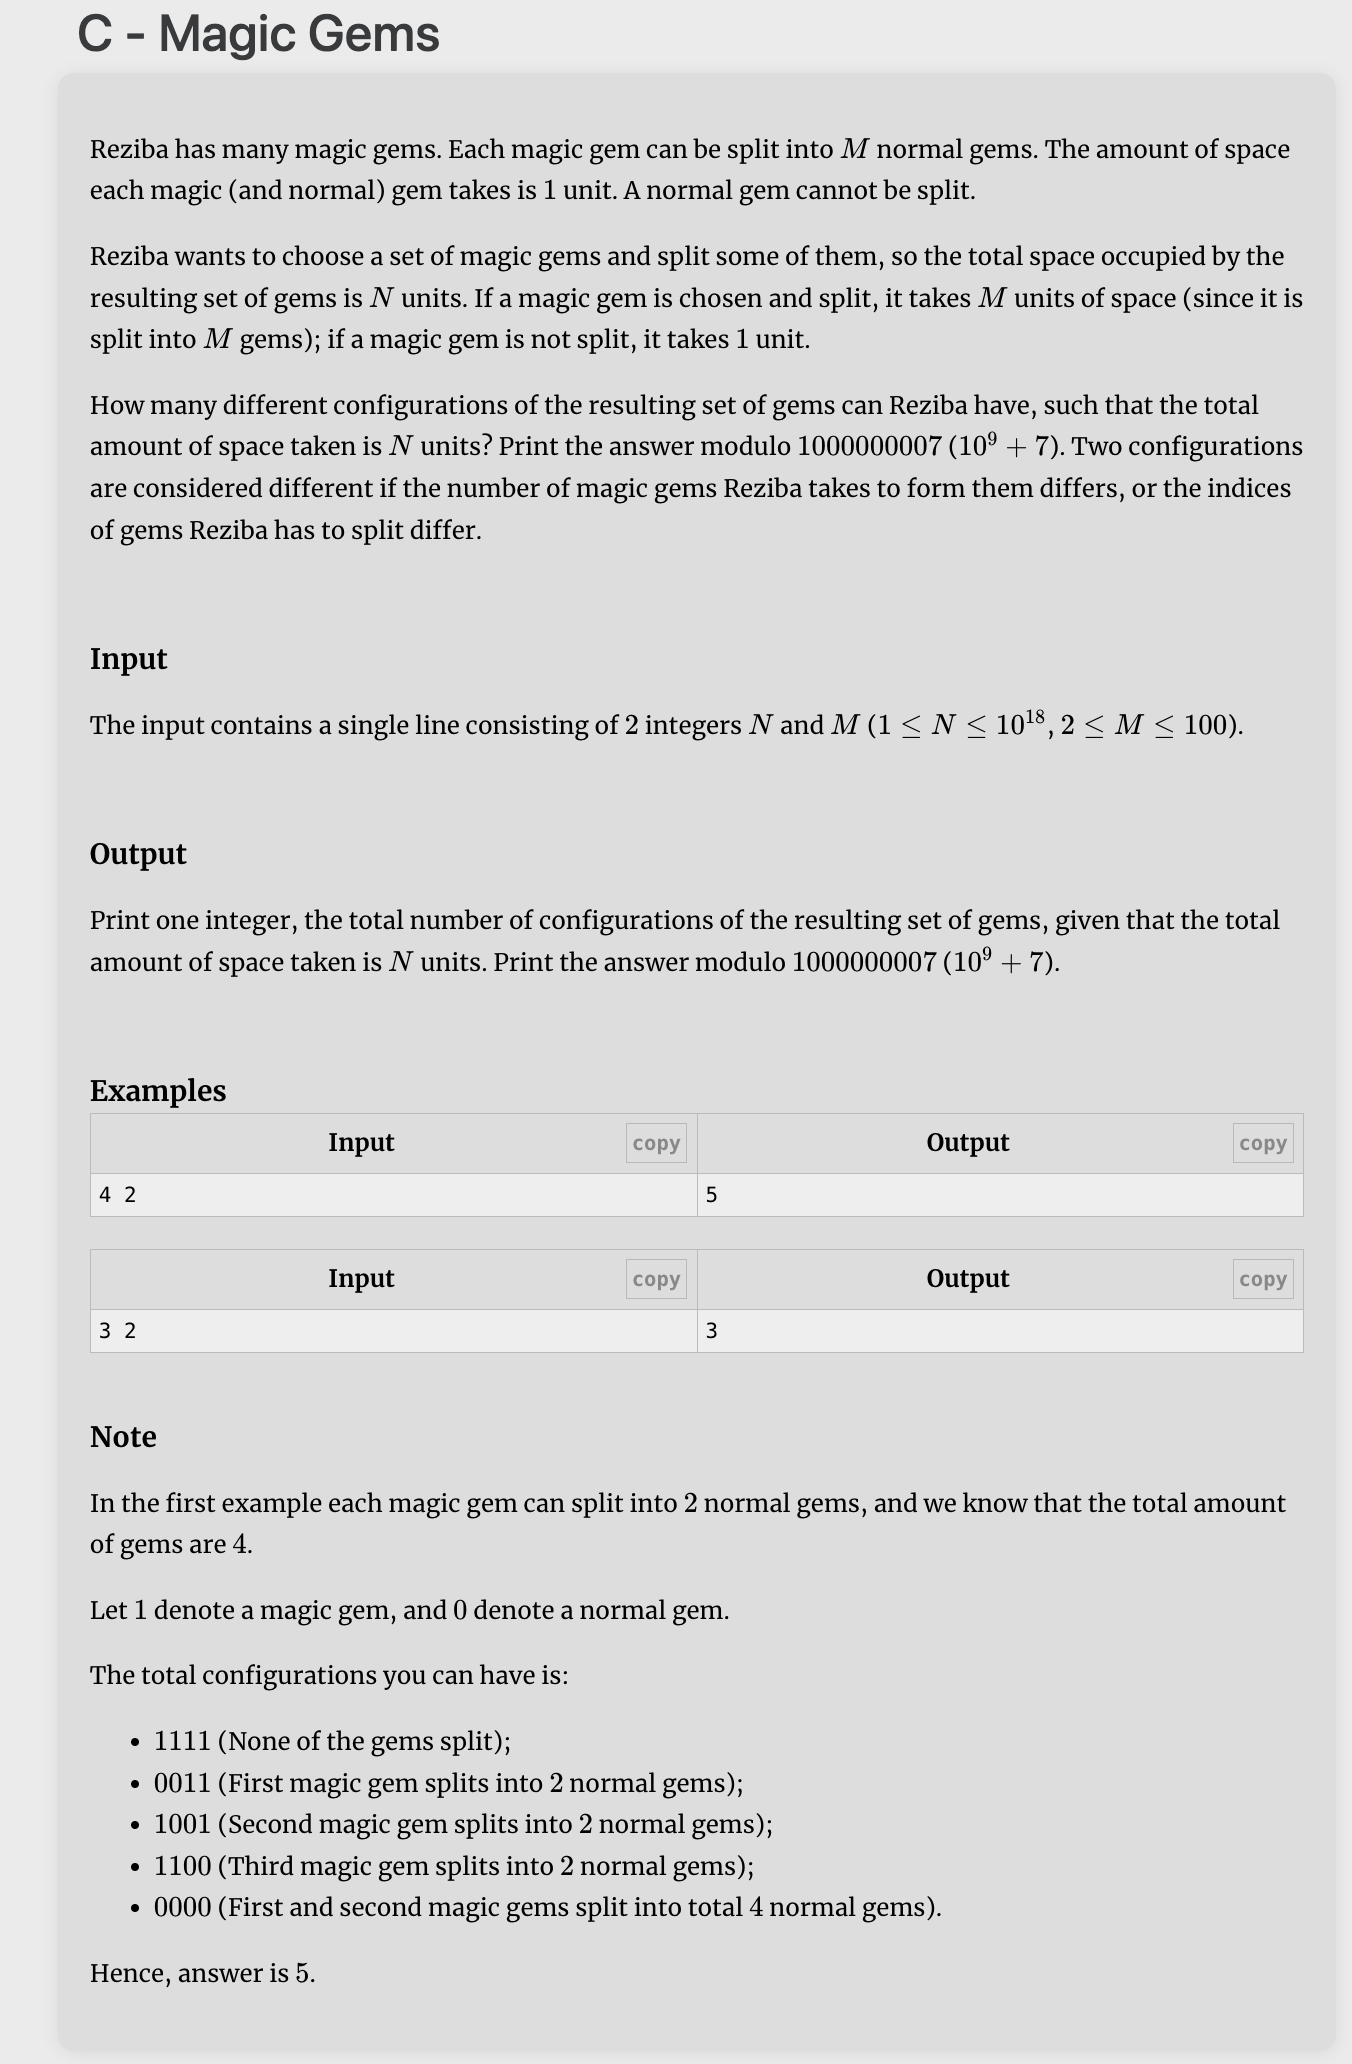 C - Magic Gems
Reziba has many magic gems. Each magic gem can be split into M normal gems. The amount of space
each magic (and normal) gem takes is 1 unit. A normal gem cannot be split.
Reziba wants to choose a set of magic gems and split some of them, so the total space occupied by the
resulting set of gems is N units. If a magic gem is chosen and split, it takes M units of space (since it is
split into M gems); if a magic gem is not split, it takes 1 unit.
How many different configurations of the resulting set of gems can Reziba have, such that the total
amount of space taken is N units? Print the answer modulo 1000000007 (10⁹ + 7). Two configurations
are considered different if the number of magic gems Reziba takes to form them differs, or the indices
of gems Reziba has to split differ.
Input
The input contains a single line consisting of 2 integers N and M (1 ≤ N ≤ 10¹⁸, 2 ≤ M ≤ 100).
Output
Print one integer, the total number of configurations of the resulting set of gems, given that the total
amount of space taken is N units. Print the answer modulo 1000000007 (10⁹ + 7).
Examples
Input copy Output copy
4 2 5
Input copy Output copy
3 2 3
Note
In the first example each magic gem can split into 2 normal gems, and we know that the total amount
of gems are 4.
Let 1 denote a magic gem, and 0 denote a normal gem.
The total configurations you can have is:
• 1111 (None of the gems split);
• 0011 (First magic gem splits into 2 normal gems);
• 1001 (Second magic gem splits into 2 normal gems);
• 1100 (Third magic gem splits into 2 normal gems);
• 0000 (First and second magic gems split into total 4 normal gems).
Hence, answer is 5.